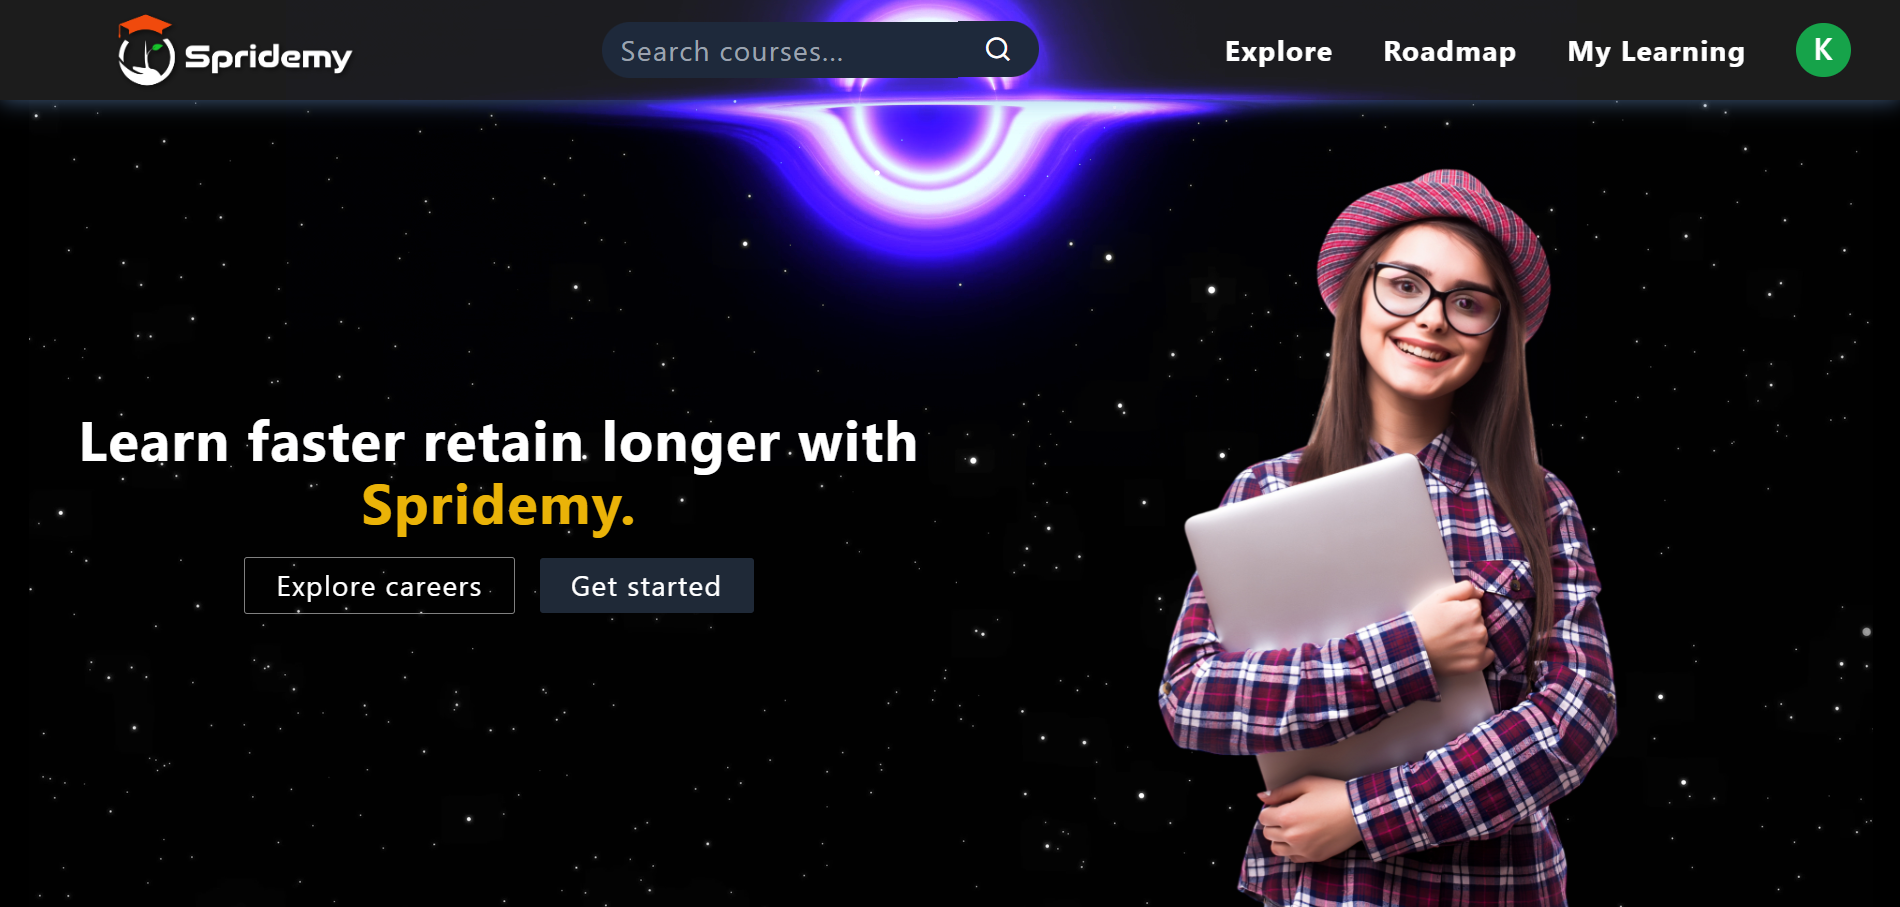 Spridemy
Search courses...
Explore
Roadmap
My Learning
K
Learn faster retain longer with
Spridemy.
Explore careers
Get started